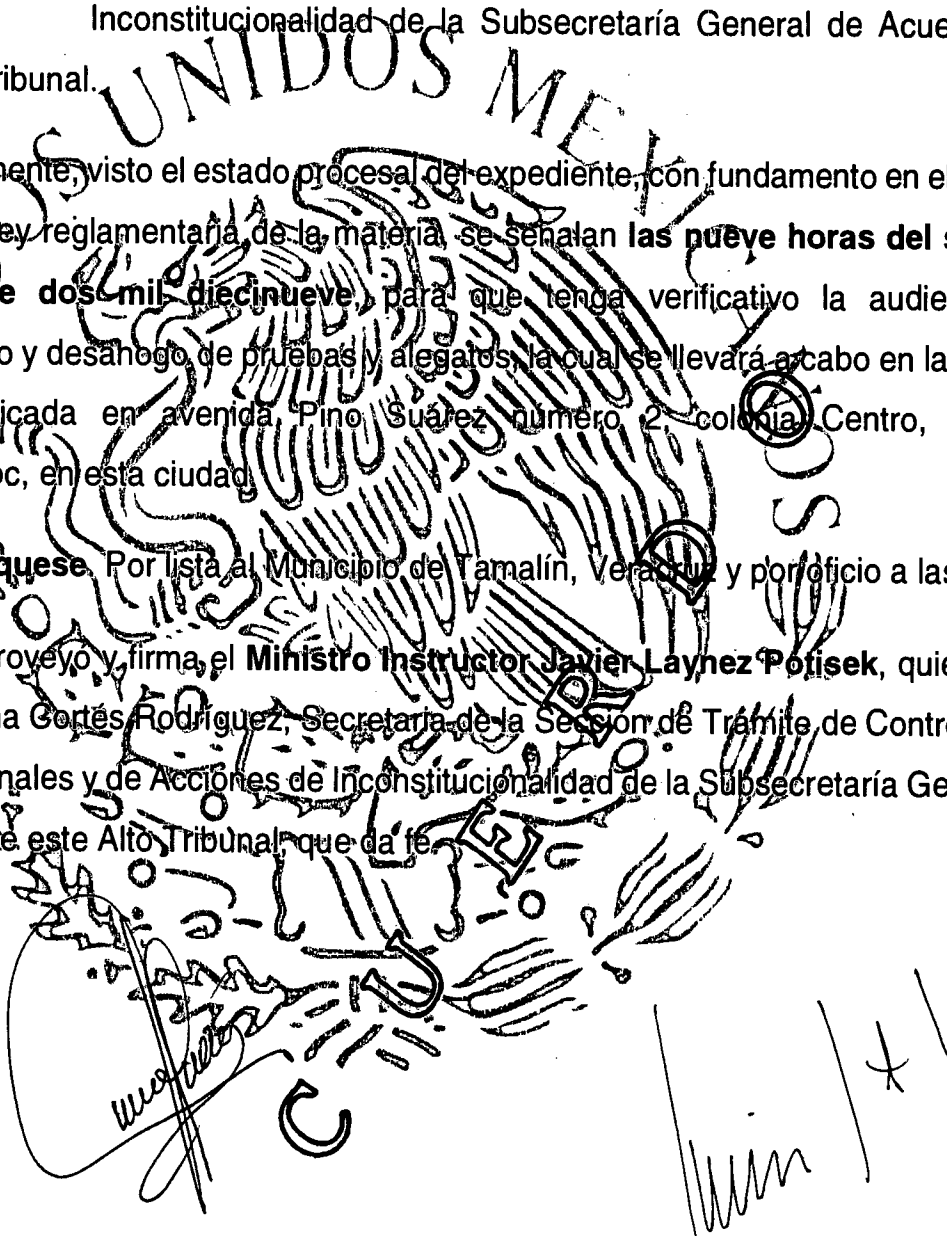 Inconstitucionalidad de la Subsecretaría General de Acue
ribunal.
S UNIDOS MEXICANOS
nente, visto el estado procesal del expediente, con fundamento en el
ey reglamentaria de la materia, se señalan las nueve horas del s
e dos mil diecinueve, para que tenga verificativo la audie
o y desahogo de pruebas y alegatos, la cual se llevará a cabo en la
icada en avenida Pino Suárez número 2, colonia Centro,
oc, en esta ciudad
quese. Por lista al Municipio de Tamalín, Veracruz y por oficio a las
roveyó y firma el Ministro Instructor Javier Laynez Potisek, quie
na Cortés Rodríguez, Secretaria de la Sección de Trámite de Contro
nales y de Acciones de Inconstitucionalidad de la Subsecretaría Ge
e este Alto Tribunal, que da fe.
CUERDO